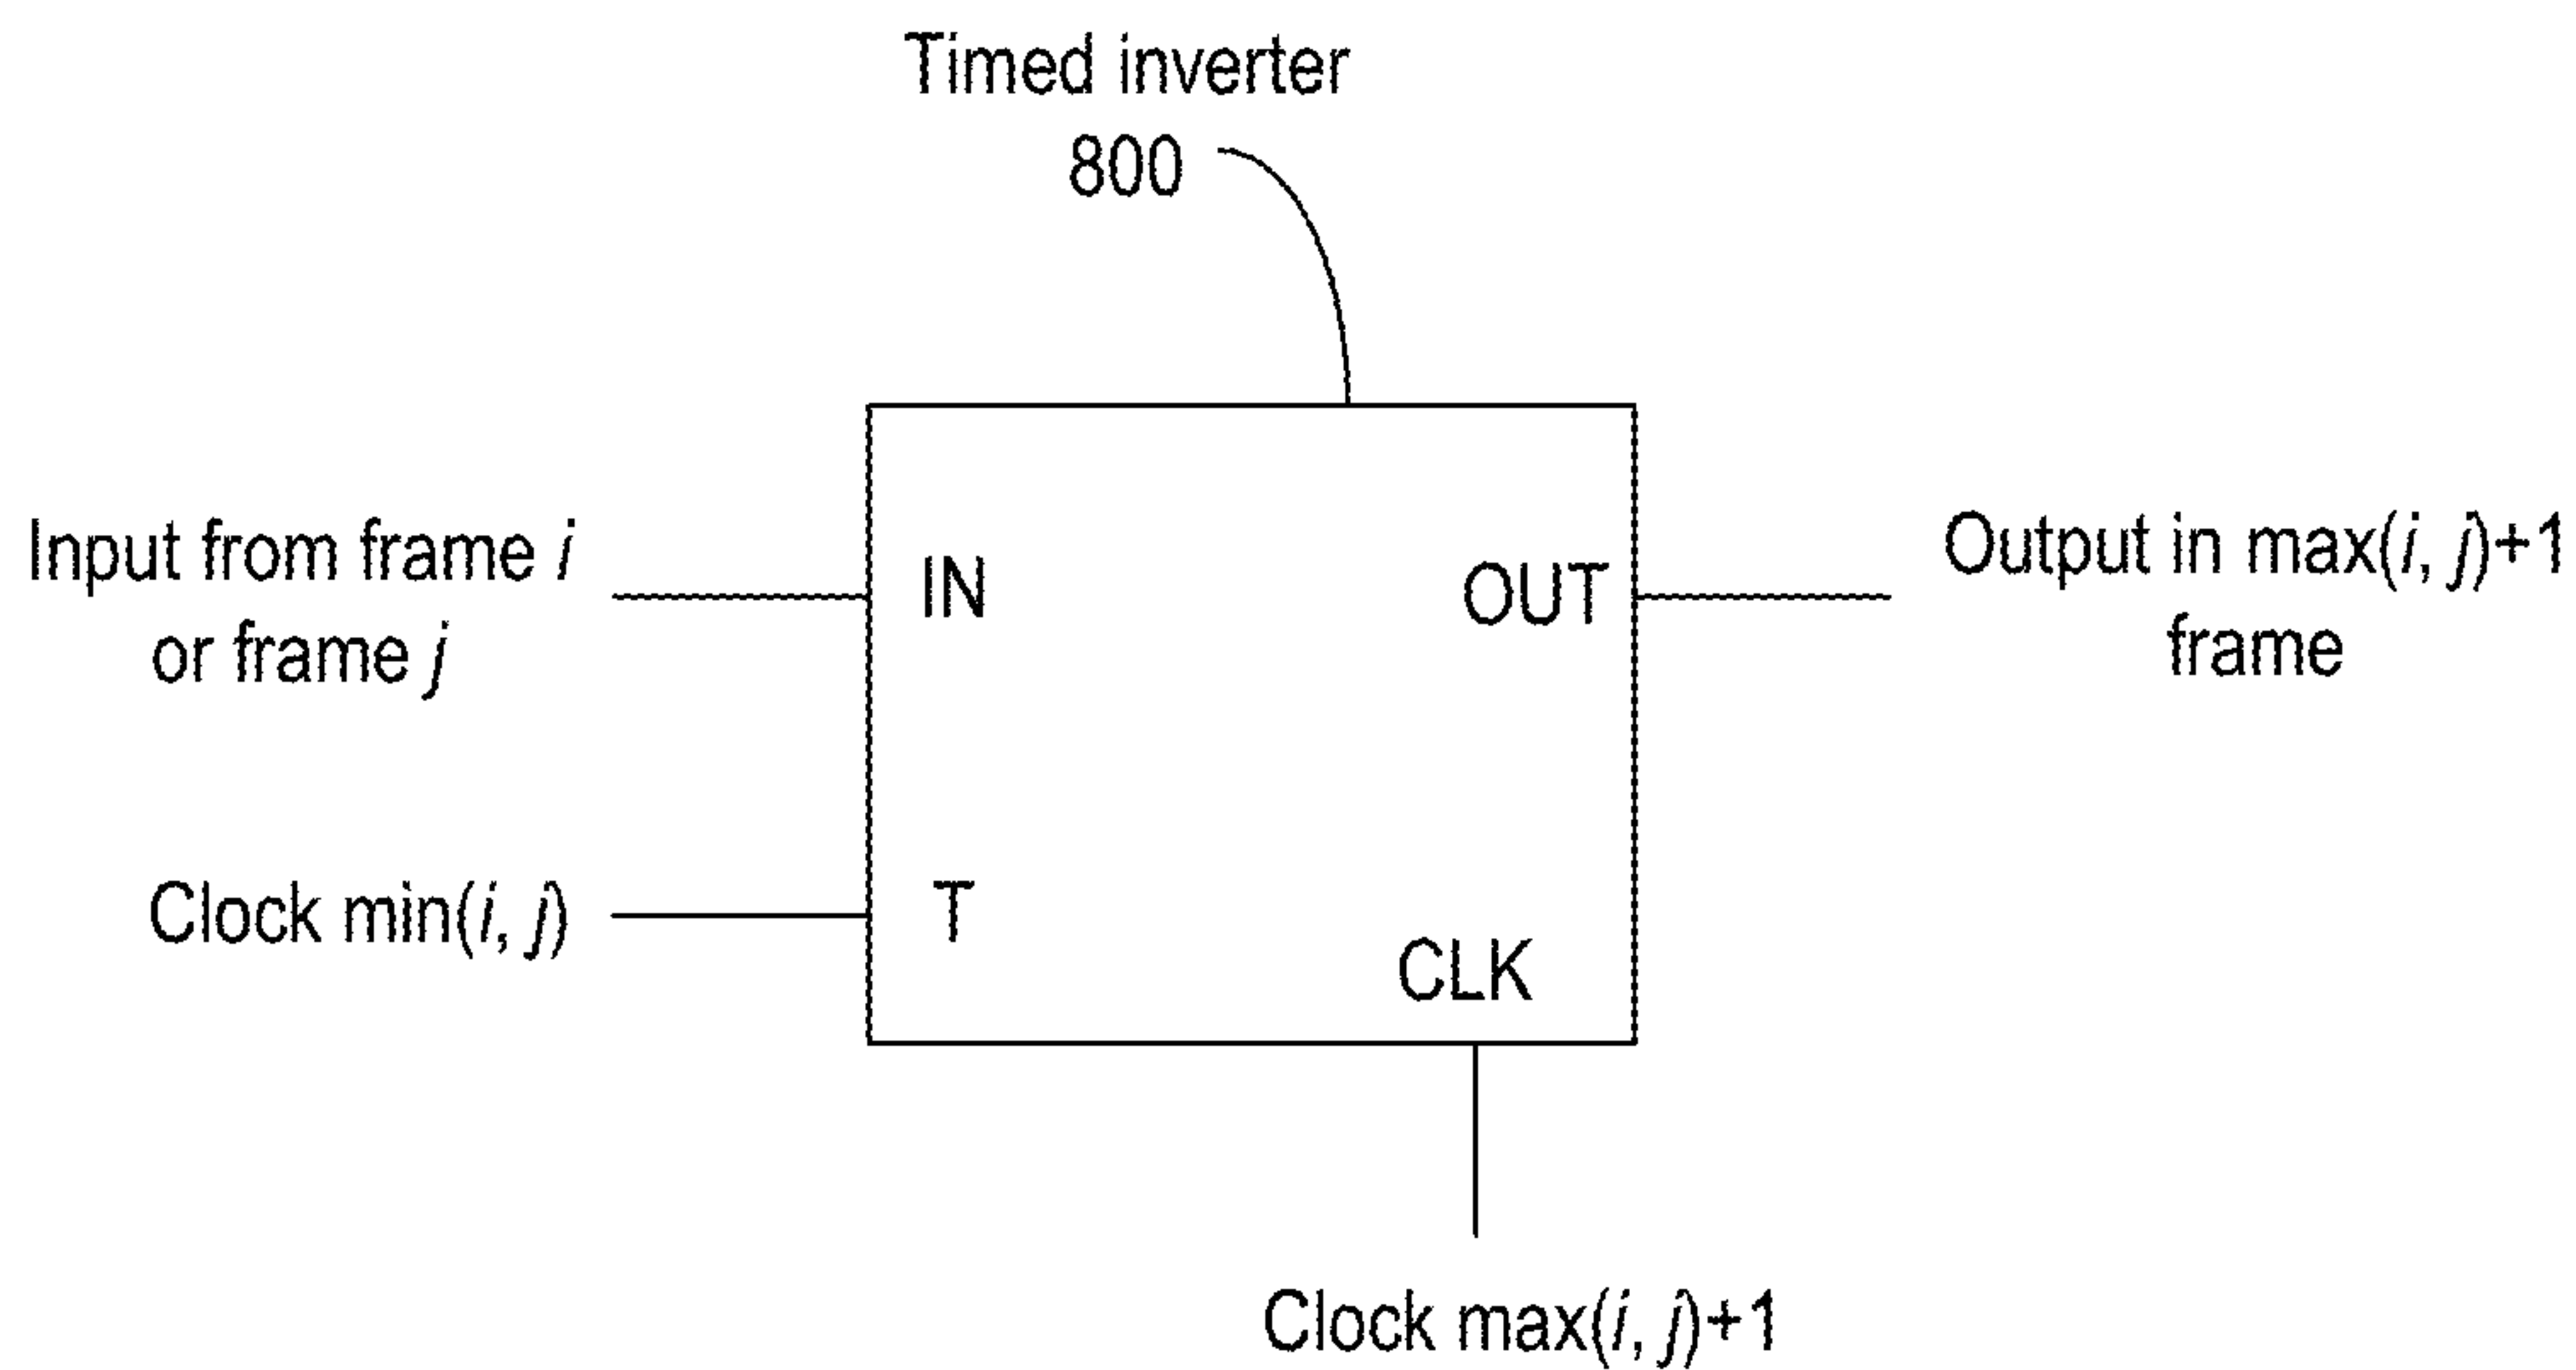 Timed inverter
800
Input from frame i
or frame j
IN
OUT
Output in max(i, j)+1
frame
Clock min(i, j)
T
CLK
Clock max(i, j)+1